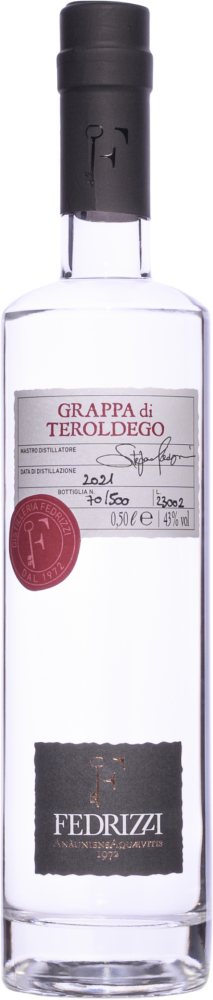 F
GRAPPA di
TEROLDEGO
MASTRO DISTILLATORE
DATA DI DISTILLAZIONE
2021
BOTTIGLIA N.
70/500
L.
23002
0,50 l e 43% vol
DISTILLERIA FEDRIZZI
F
DAL 1972
F
FEDRIZZI
ANAUNIENSAQUÆVITIS
1972